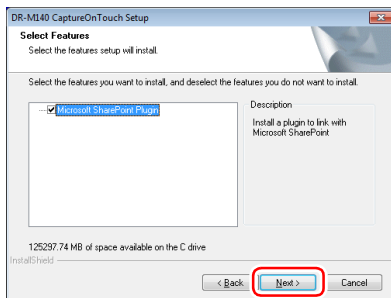 DR-M140 CaptureOnTouch Setup
Select Features
Select the features setup will install.
Select the features you want to install, and deselect the features you do not want to install.
Microsoft SharePoint Plugin
Description
Install a plugin to link with
Microsoft SharePoint
125297.74 MB of space available on the C drive
InstallShield
< Back
Next >
Cancel